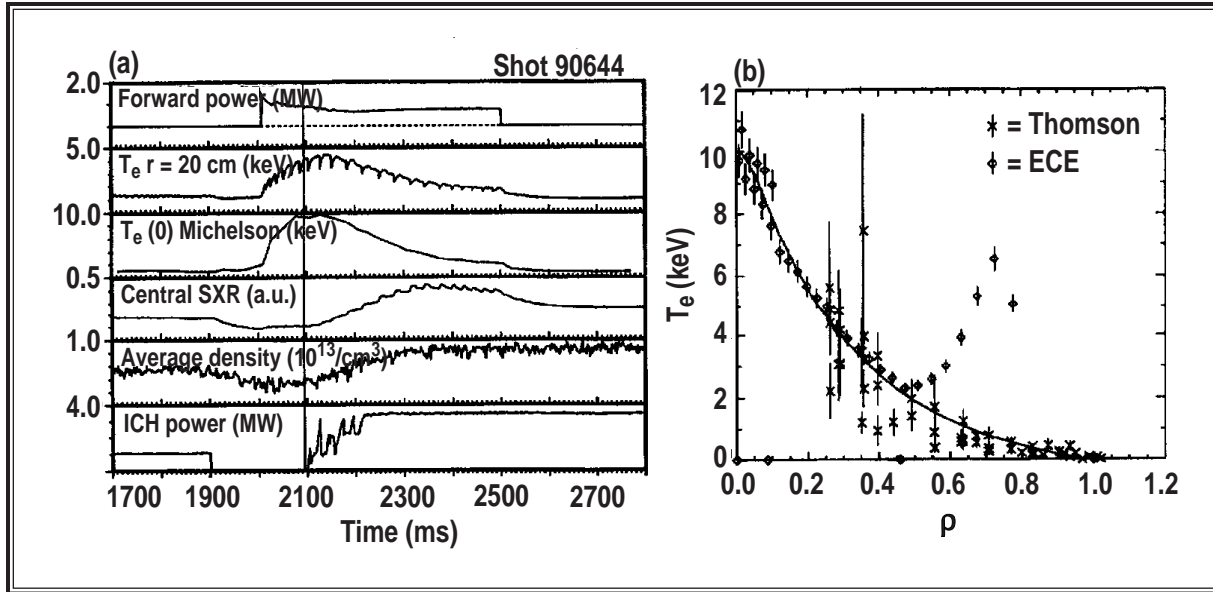 (a)
Shot 90644
2.0
Forward power (MW)
5.0
Te r = 20 cm (keV)
10.0
Te (0) Michelson (keV)
0.5
Central SXR (a.u.)
1.0
Average density (10^13/cm^3)
4.0
ICH power (MW)
1700 1900 2100 2300 2500 2700
Time (ms)
(b)
12
10
8
6
4
2
0
Te (keV)
= Thomson
= ECE
0.0 0.2 0.4 0.6 0.8 1.0 1.2
ρ